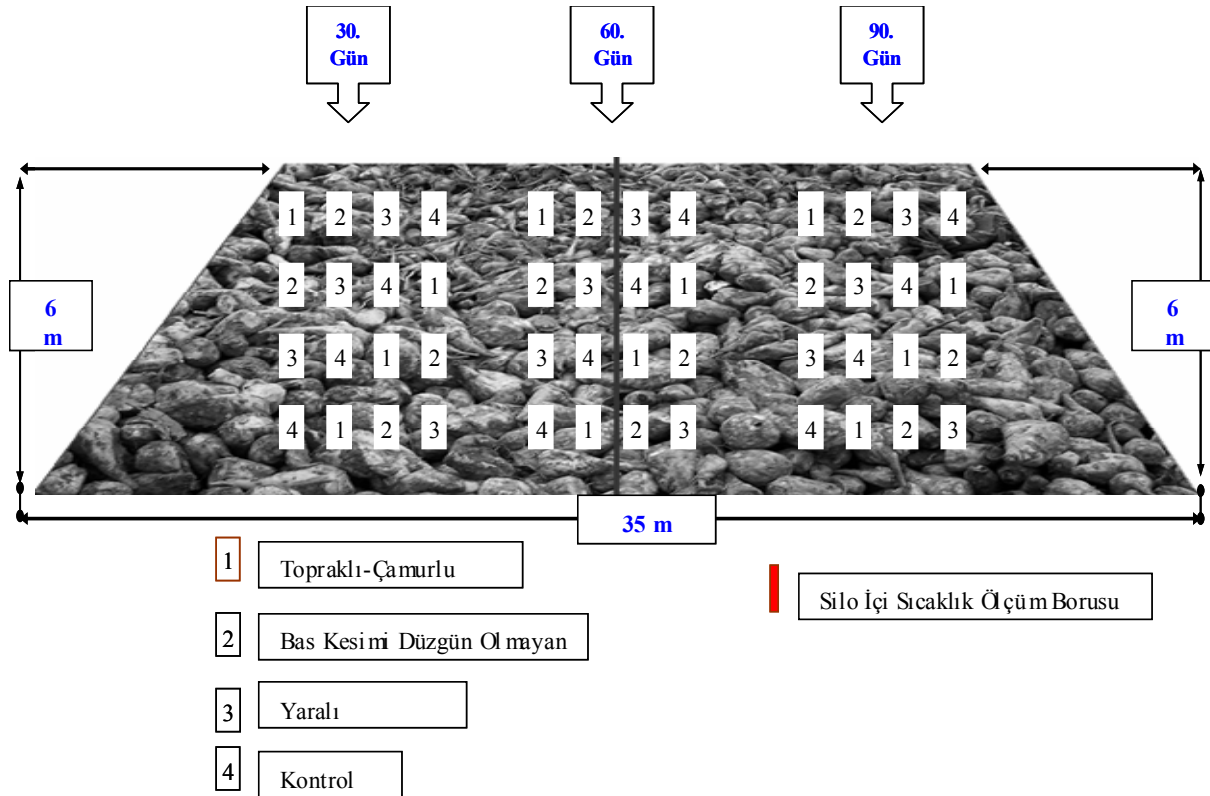 30.
Gün
60.
Gün
90.
Gün
1 2 3 4 1 2 3 4 1 2 3 4
2 3 4 1 2 3 4 1 2 3 4 1
6
m
6
m
3 4 1 2 3 4 1 2 3 4 1 2
4 1 2 3 4 1 2 3 4 1 2 3
35 m
1 Topraklı-Çamurlu
Silo İçi Sıcaklık Ölçüm Borusu
2 Bas Kesimi Düzgün Olmayan
3 Yaralı
4 Kontrol